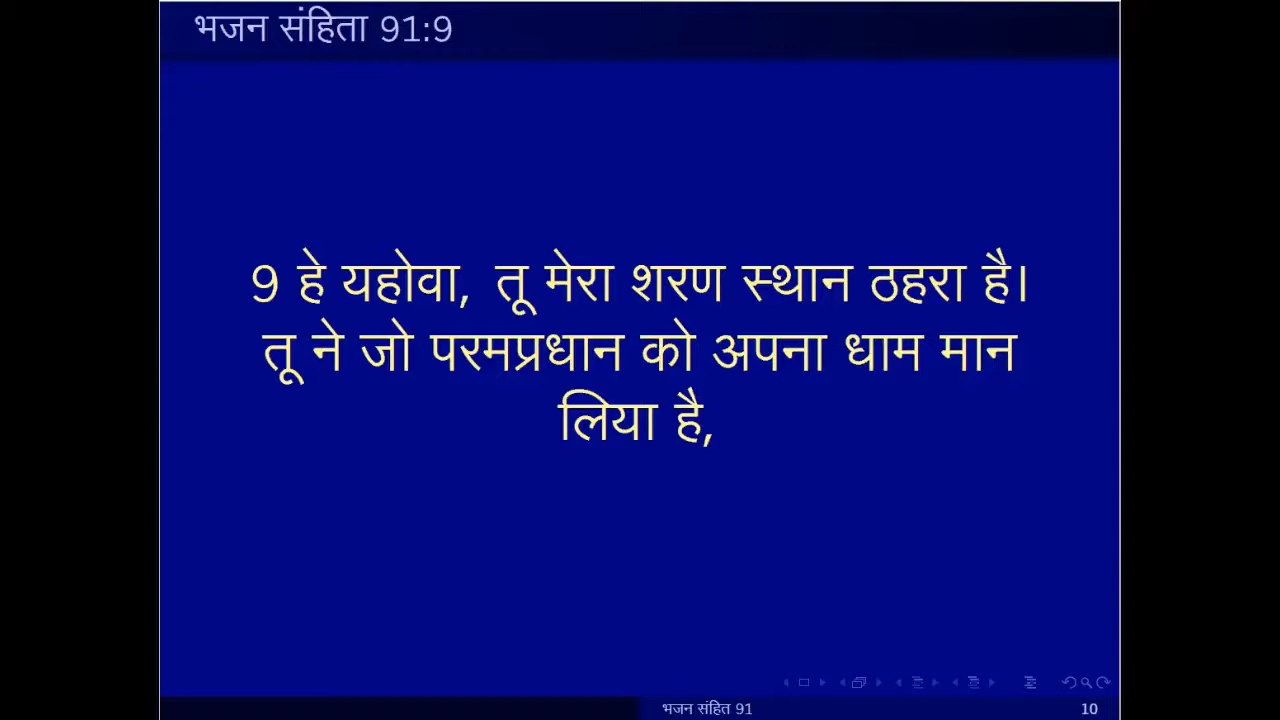 भजन संहिता 91:9
9 हे यहोवा, तू मेरा शरण स्थान ठहरा है।
तू ने जो परमप्रधान को अपना धाम मान
लिया है,
भजन संहित 91
10